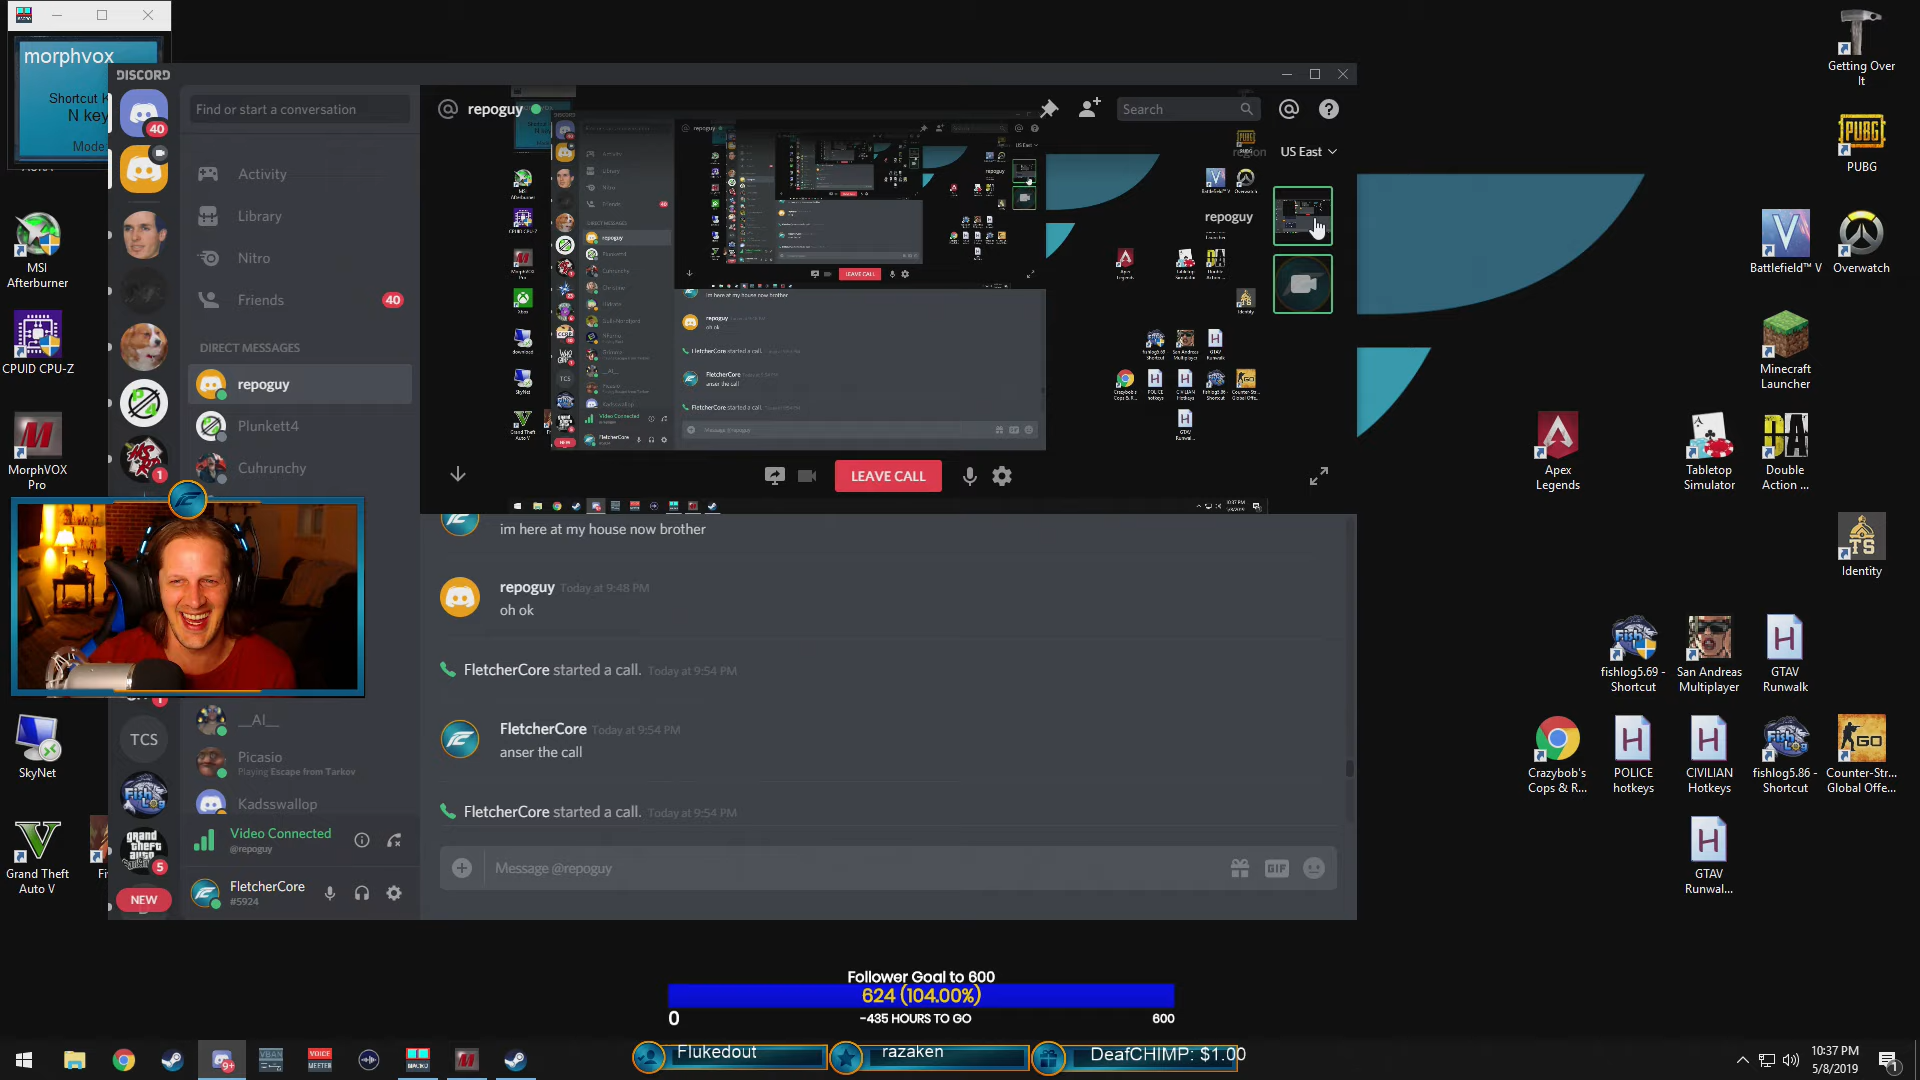 morphvox
Shortcut K
N key
Mode
DISCORD
Find or start a conversation
40
Activity
Library
Nitro
Friends
40
DIRECT MESSAGES
repoguy
Plunkett4
Cuhrunchy
1
__AI__
Picasio
Playing Escape from Tarkov
Kadsswallop
TCS
5
NEW
Video Connected
@repoguy
FletcherCore
#5924
repoguy
Search
region
US East
repoguy
LEAVE CALL
im here at my house now brother
repoguy Today at 9:48 PM
oh ok
FletcherCore started a call. Today at 9:54 PM
FletcherCore Today at 9:54 PM
anser the call
FletcherCore started a call. Today at 9:54 PM
Message @repoguy
GIF
MSI
Afterburner
CPUID CPU-Z
MorphVOX
Pro
SkyNet
Grand Theft
Auto V
Getting Over
It
PUBG
Battlefield™ V
Overwatch
Minecraft
Launcher
Apex
Legends
Tabletop
Simulator
Double
Action ...
Identity
fishlog5.69 -
Shortcut
San Andreas
Multiplayer
GTAV
Runwalk
Crazybob's
Cops & R...
POLICE
hotkeys
CIVILIAN
Hotkeys
fishlog5.86 -
Shortcut
Counter-Str...
Global Offe...
GTAV
Runwal...
Follower Goal to 600
624 (104.00%)
0
-435 HOURS TO GO
600
Flukedout
razaken
DeafCHIMP: $1.00
10:37 PM
5/8/2019